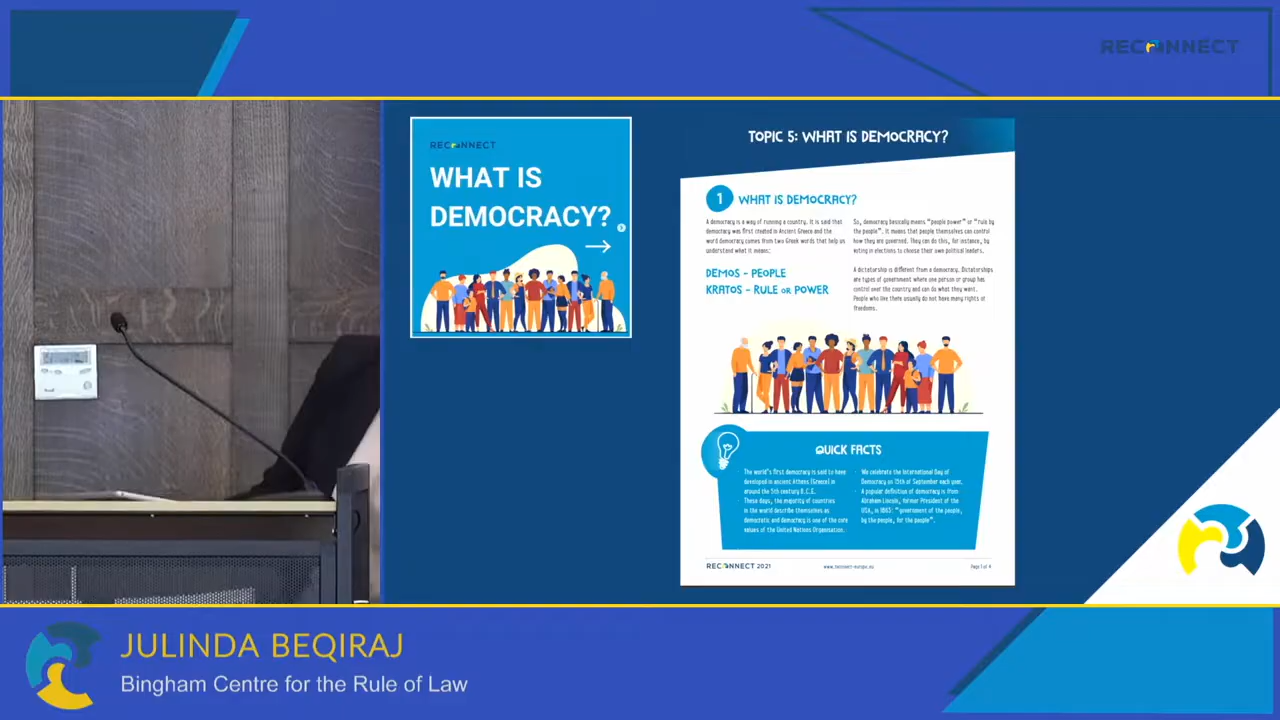 RECONNECT
RECONNECT
WHAT IS
DEMOCRACY?
TOPIC 5: WHAT IS DEMOCRACY?
1 WHAT IS DEMOCRACY?
A democracy is a way of running a country. It is said that
democracy was first created in Ancient Greece and the
word democracy comes from two Greek words that help us
understand what it means:
DEMOS - PEOPLE
KRATOS - RULE OR POWER
So, democracy basically means "people power" or "rule by
the people". It means that people themselves can control
how they are governed. They can do this, for instance, by
voting in elections to choose their own political leaders.
A dictatorship is different from a democracy. Dictatorships
are types of government where one person or group has
control over the country and can do what they want.
People who live there usually do not have many rights or
freedoms.
QUICK FACTS
The world's first democracy is said to have
developed in ancient Athens (Greece) in
around the 5th century B.C.E.
These days, the majority of countries
in the world describe themselves as
democratic and democracy is one of the core
values of the United Nations Organisation.
We celebrate the International Day of
Democracy on 15th of September each year.
A popular definition of democracy is from
Abraham Lincoln, former President of the
USA, in 1863: "government of the people,
by the people, for the people".
RECONNECT 2021
www.reconnect-europe.eu
Page 1 of 4
JULINDA BEQIRAJ
Bingham Centre for the Rule of Law